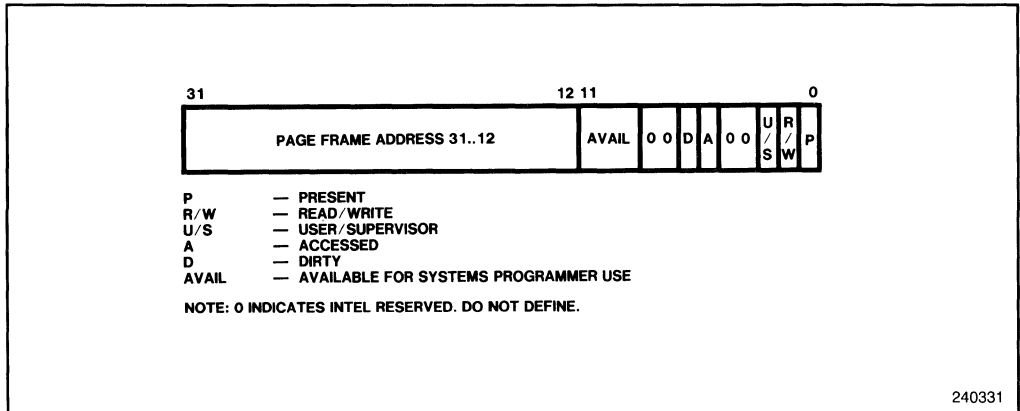 31 12 11 0
PAGE FRAME ADDRESS 31..12 AVAIL 0 0 D A 0 0 U/S R/W P
P — PRESENT
R/W — READ/WRITE
U/S — USER/SUPERVISOR
A — ACCESSED
D — DIRTY
AVAIL — AVAILABLE FOR SYSTEMS PROGRAMMER USE
NOTE: 0 INDICATES INTEL RESERVED. DO NOT DEFINE.
240331